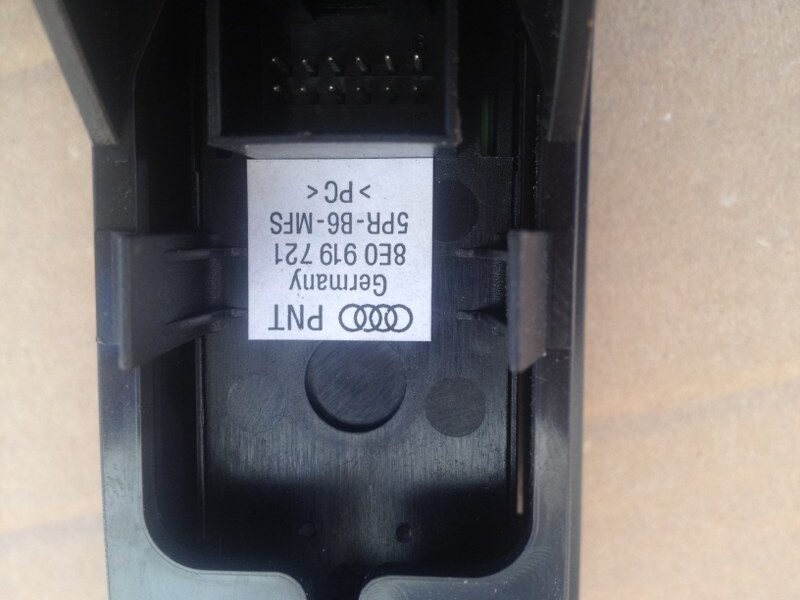 PNT
Germany
8E0 919 721
5PR-B6-MFS
>PC<